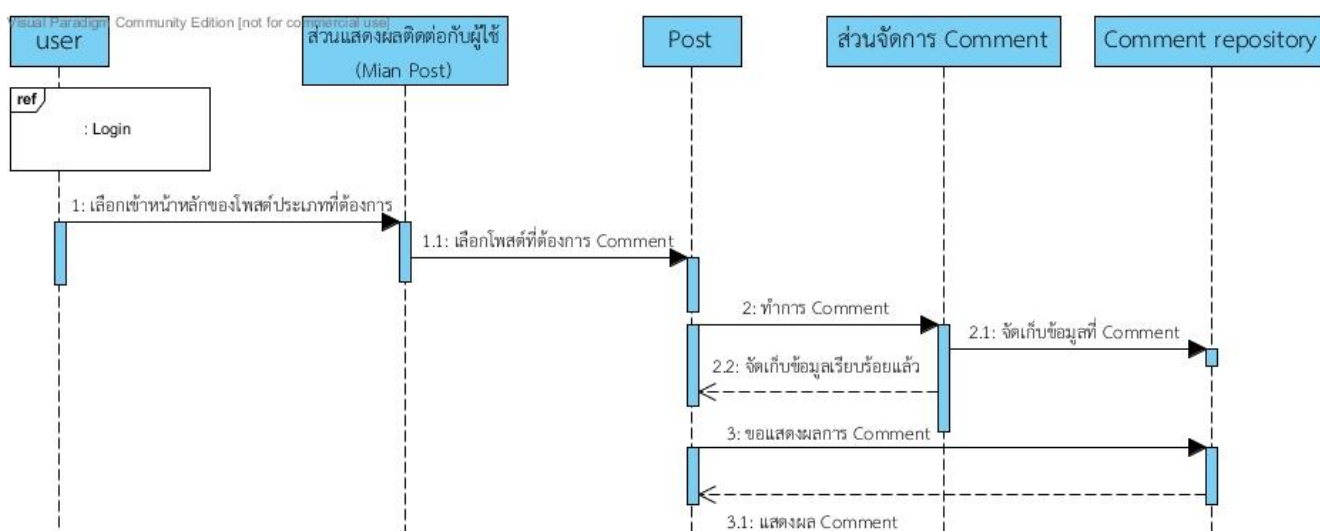 Visual Paradigm Community Edition [not for commercial use]
user
ส่วนแสดงผลติดต่อกับผู้ใช้
(Mian Post)
Post
ส่วนจัดการ Comment
Comment repository
ref
: Login
1: เลือกเข้าหน้าหลักของโพสต์ประเภทที่ต้องการ
1.1: เลือกโพสต์ที่ต้องการ Comment
2: ทำการ Comment
2.1: จัดเก็บข้อมูลที่ Comment
2.2: จัดเก็บข้อมูลเรียบร้อยแล้ว
3: ขอแสดงผลการ Comment
3.1: แสดงผล Comment